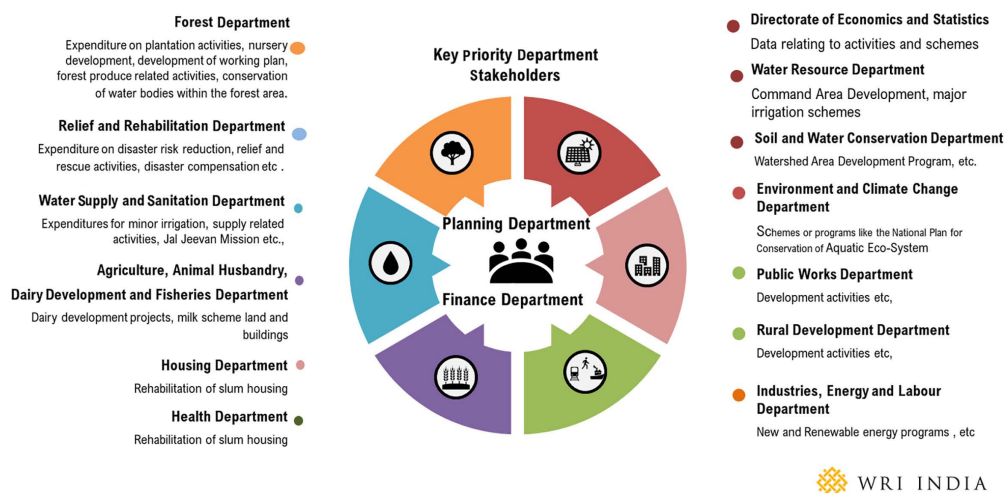 Forest Department
Expenditure on plantation activities, nursery
development, development of working plan,
forest produce related activities, conservation
of water bodies within the forest area.
Relief and Rehabilitation Department
Expenditure on disaster risk reduction, relief and
rescue activities, disaster compensation etc .
Water Supply and Sanitation Department
Expenditures for minor irrigation, supply related
activities, Jal Jeevan Mission etc.,
Agriculture, Animal Husbandry,
Dairy Development and Fisheries Department
Dairy development projects, milk scheme land and
buildings
Housing Department
Rehabilitation of slum housing
Health Department
Rehabilitation of slum housing
Key Priority Department
Stakeholders
Planning Department
Finance Department
Directorate of Economics and Statistics
Data relating to activities and schemes
Water Resource Department
Command Area Development, major
irrigation schemes
Soil and Water Conservation Department
Watershed Area Development Program, etc.
Environment and Climate Change
Department
Schemes or programs like the National Plan for
Conservation of Aquatic Eco-System
Public Works Department
Development activities etc,
Rural Development Department
Development activities etc,
Industries, Energy and Labour
Department
New and Renewable energy programs , etc
WRI INDIA